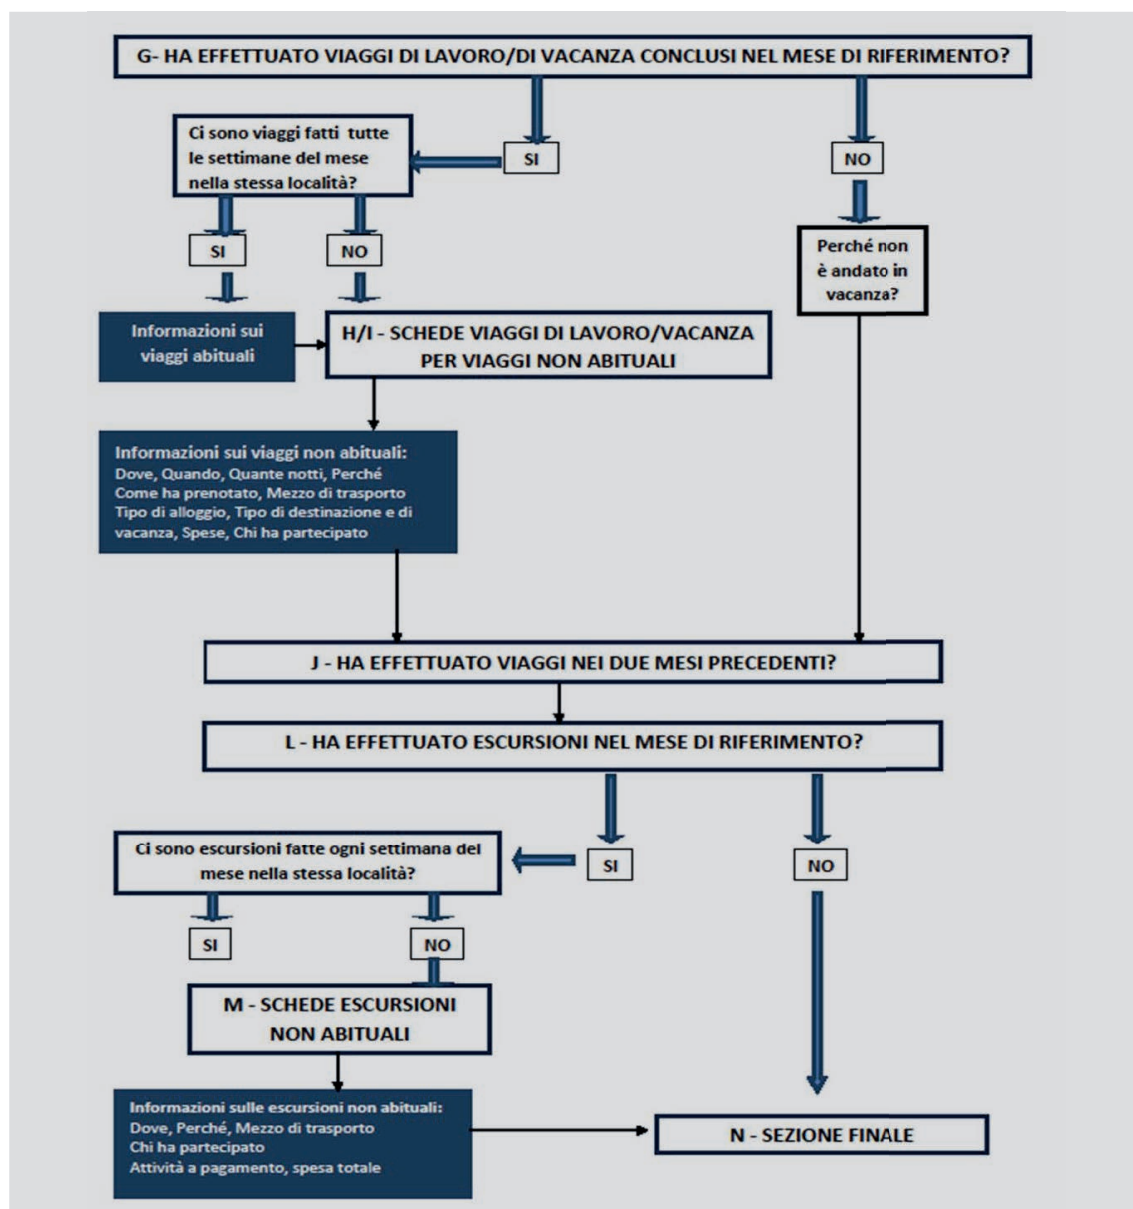 G- HA EFFETTUATO VIAGGI DI LAVORO/DI VACANZA CONCLUSI NEL MESE DI RIFERIMENTO?
Ci sono viaggi fatti tutte
le settimane del mese
nella stessa località?
SI
NO
SI
NO
Perché non
è andato in
vacanza?
Informazioni sui
viaggi abituali
H/I - SCHEDE VIAGGI DI LAVORO/VACANZA
PER VIAGGI NON ABITUALI
Informazioni sui viaggi non abituali:
Dove, Quando, Quante notti, Perché
Come ha prenotato, Mezzo di trasporto
Tipo di alloggio, Tipo di destinazione e di
vacanza, Spese, Chi ha partecipato
J - HA EFFETTUATO VIAGGI NEI DUE MESI PRECEDENTI?
L - HA EFFETTUATO ESCURSIONI NEL MESE DI RIFERIMENTO?
Ci sono escursioni fatte ogni settimana del
mese nella stessa località?
SI
NO
SI
NO
M - SCHEDE ESCURSIONI
NON ABITUALI
Informazioni sulle escursioni non abituali:
Dove, Perché, Mezzo di trasporto
Chi ha partecipato
Attività a pagamento, spesa totale
N - SEZIONE FINALE